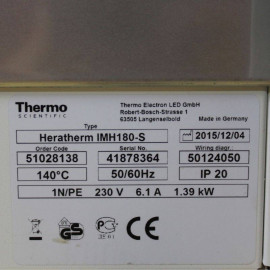 Thermo
SCIENTIFIC
Thermo Electron LED GmbH
Robert-Bosch-Strasse 1
63505 Langenselbold
Made in Germany
Type
Heratherm IMH180-S
2015/12/04
Order Code
Serial No.
Wiring diagr.
51028138
41878364
50124050
140°C
50/60Hz
IP 20
1N/PE 230 V 6.1 A 1.39 kW
GS